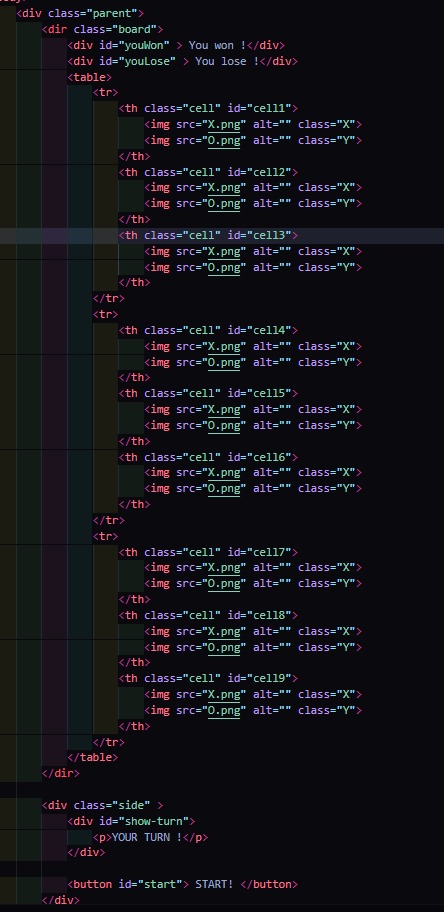 <div class="parent">
<dir class="board">
<div id="youWon" > You won !</div>
<div id="youLose" > You lose !</div>
<table>
<tr>
<th class="cell" id="cell1">
<img src="X.png" alt="" class="X">
<img src="O.png" alt="" class="Y">
</th>
<th class="cell" id="cell2">
<img src="X.png" alt="" class="X">
<img src="O.png" alt="" class="Y">
</th>
<th class="cell" id="cell3">
<img src="X.png" alt="" class="X">
<img src="O.png" alt="" class="Y">
</th>
</tr>
<tr>
<th class="cell" id="cell4">
<img src="X.png" alt="" class="X">
<img src="O.png" alt="" class="Y">
</th>
<th class="cell" id="cell5">
<img src="X.png" alt="" class="X">
<img src="O.png" alt="" class="Y">
</th>
<th class="cell" id="cell6">
<img src="X.png" alt="" class="X">
<img src="O.png" alt="" class="Y">
</th>
</tr>
<tr>
<th class="cell" id="cell7">
<img src="X.png" alt="" class="X">
<img src="O.png" alt="" class="Y">
</th>
<th class="cell" id="cell8">
<img src="X.png" alt="" class="X">
<img src="O.png" alt="" class="Y">
</th>
<th class="cell" id="cell9">
<img src="X.png" alt="" class="X">
<img src="O.png" alt="" class="Y">
</th>
</tr>
</table>
</dir>
<div class="side" >
<div id="show-turn">
<p>YOUR TURN !</p>
</div>
<button id="start"> START! </button>
</div>